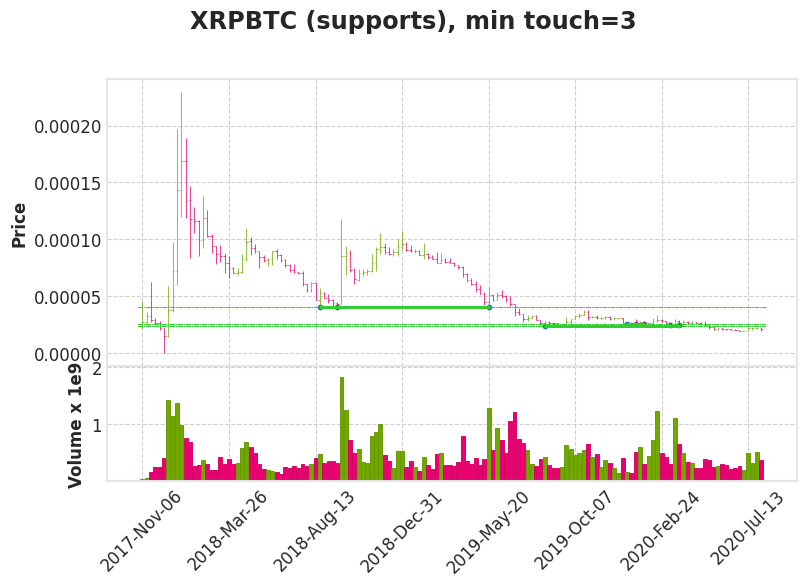 XRPBTC (supports), min touch=3
Price
0.00020
0.00015
0.00010
0.00005
0.00000
Volume x 1e9
2
1
2017-Nov-06
2018-Mar-26
2018-Aug-13
2018-Dec-31
2019-May-20
2019-Oct-07
2020-Feb-24
2020-Jul-13